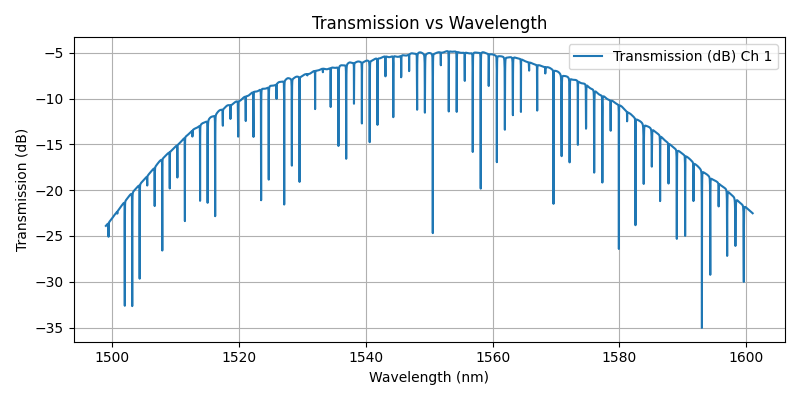 Transmission vs Wavelength
Transmission (dB) Ch 1
Transmission (dB)
−5
−10
−15
−20
−25
−30
−35
1500 1520 1540 1560 1580 1600
Wavelength (nm)